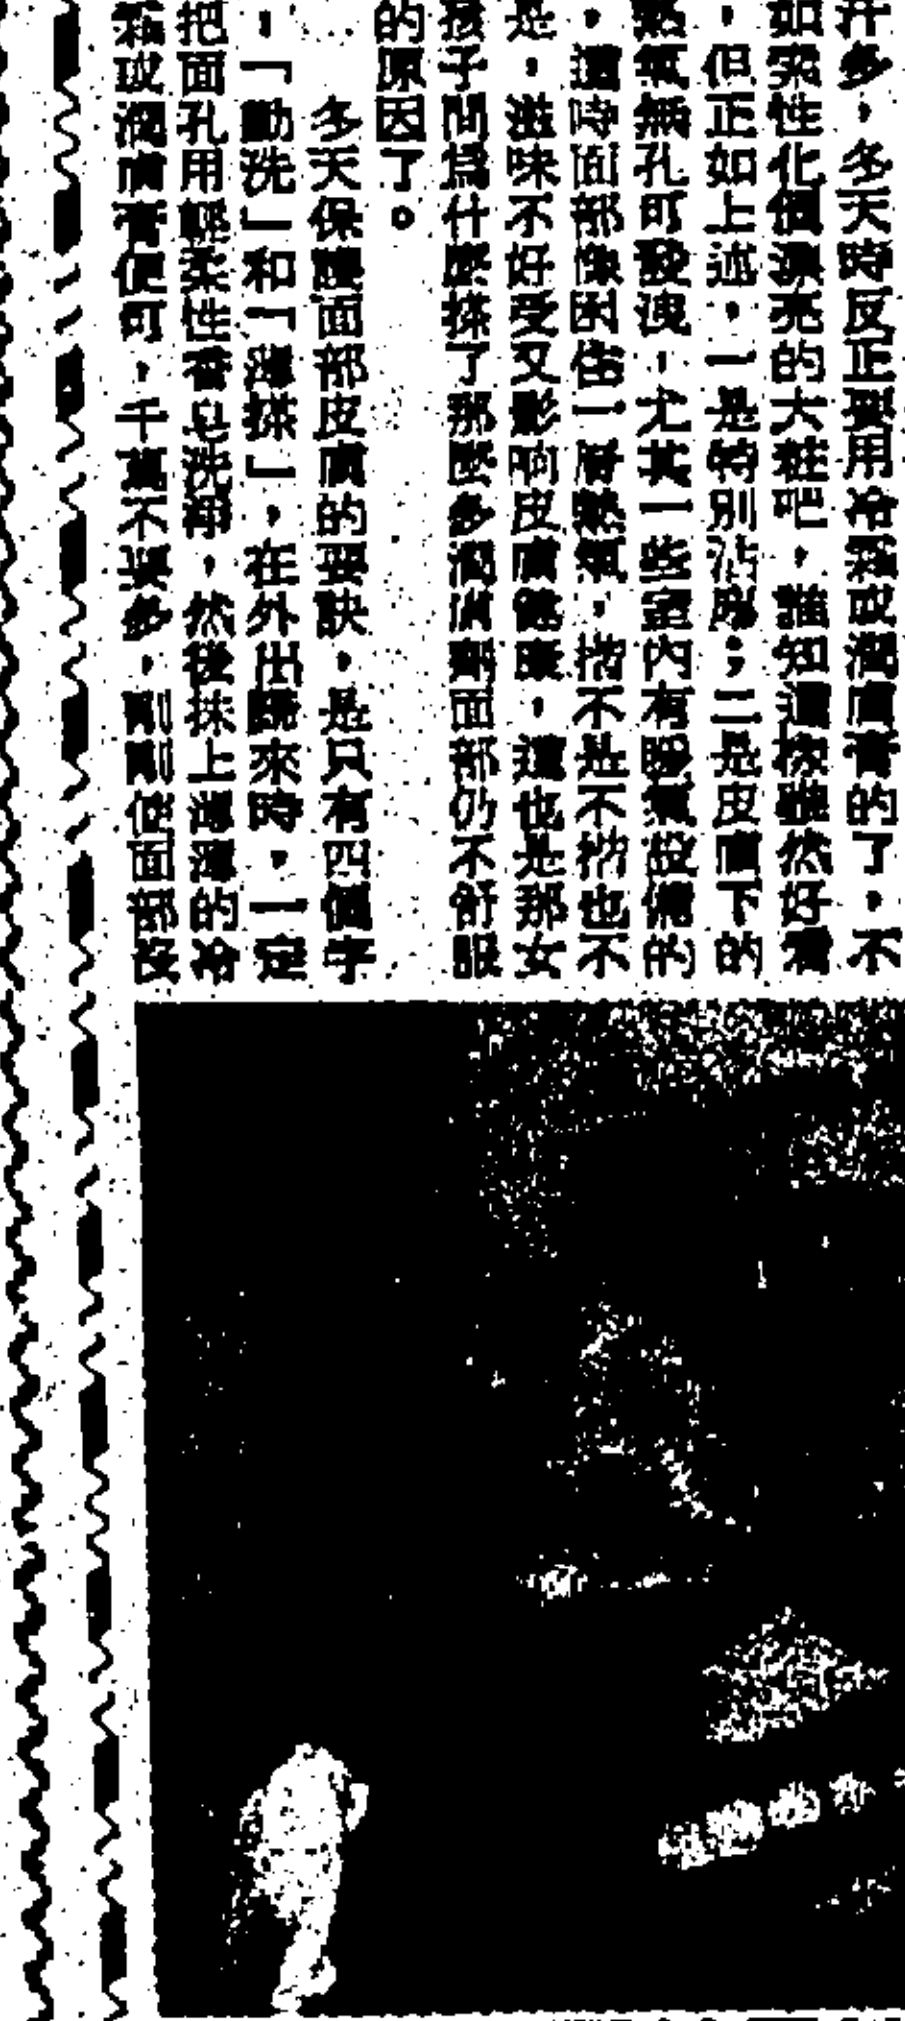 汗多，冬天時反正要用冷霜或潤膚膏的了，不
如索性化個漂亮的大粧吧，誰知這樣雖然好看
，但正如上述，一是特別沾塵；二是皮膚下的
熱氣無孔可發洩，尤其一些室內有暖氣設備的
，這時面部像困住一層熱氣，揩不是不揩也不
是，滋味不好受又影响皮膚健康，這也是那女
孩子問爲什麼搽了那麼多潤膚劑面部仍不舒服
的原因了。
冬天保護面部皮膚的要訣，是只有四個字
，「勤洗」和「薄搽」，在外出歸來時，一定
把面孔用輕柔性香皂洗淨，然後抹上薄薄的冷
霜或潤膚膏便可，千萬不要多，剛剛使面部沒